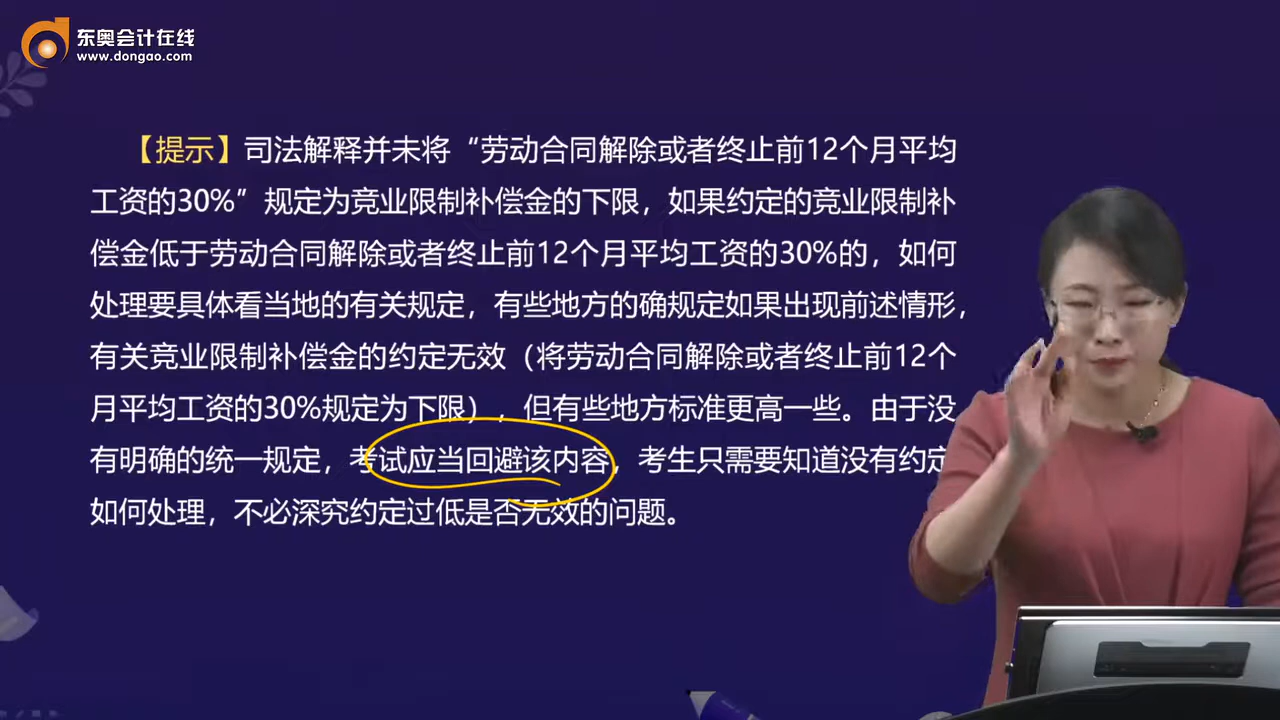 东奥会计在线
www.dongao.com
【提示】司法解释并未将“劳动合同解除或者终止前12个月平均
工资的30%”规定为竞业限制补偿金的下限，如果约定的竞业限制补
偿金低于劳动合同解除或者终止前12个月平均工资的30%的，如何
处理要具体看当地的有关规定，有些地方的确规定如果出现前述情形，
有关竞业限制补偿金的约定无效（将劳动合同解除或者终止前12个
月平均工资的30%规定为下限），但有些地方标准更高一些。由于没
有明确的统一规定，考试应当回避该内容，考生只需要知道没有约定
如何处理，不必深究约定过低是否无效的问题。